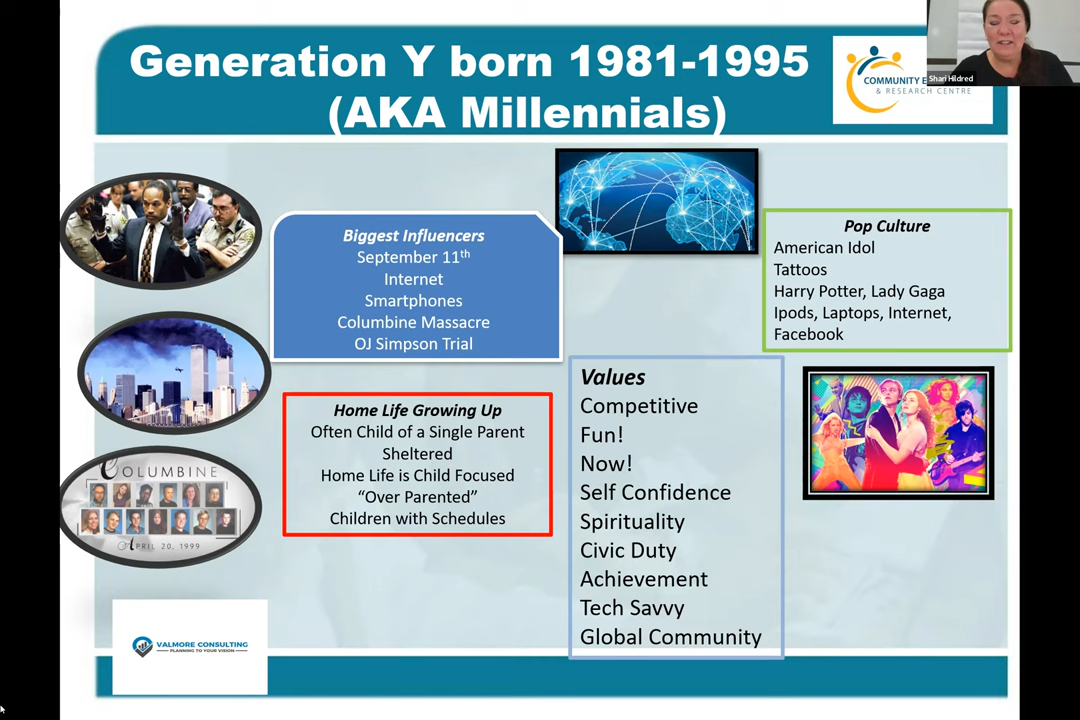 Generation Y born 1981-1995
(AKA Millennials)
COMMUNITY E
& RESEARCH CENTRE
Shari Hildred
Biggest Influencers
September 11th
Internet
Smartphones
Columbine Massacre
OJ Simpson Trial
Pop Culture
American Idol
Tattoos
Harry Potter, Lady Gaga
Ipods, Laptops, Internet,
Facebook
Home Life Growing Up
Often Child of a Single Parent
Sheltered
Home Life is Child Focused
“Over Parented”
Children with Schedules
Values
Competitive
Fun!
Now!
Self Confidence
Spirituality
Civic Duty
Achievement
Tech Savvy
Global Community
COLUMBINE
APRIL 20, 1999
VALMORE CONSULTING
PLANNING TO YOUR VISION